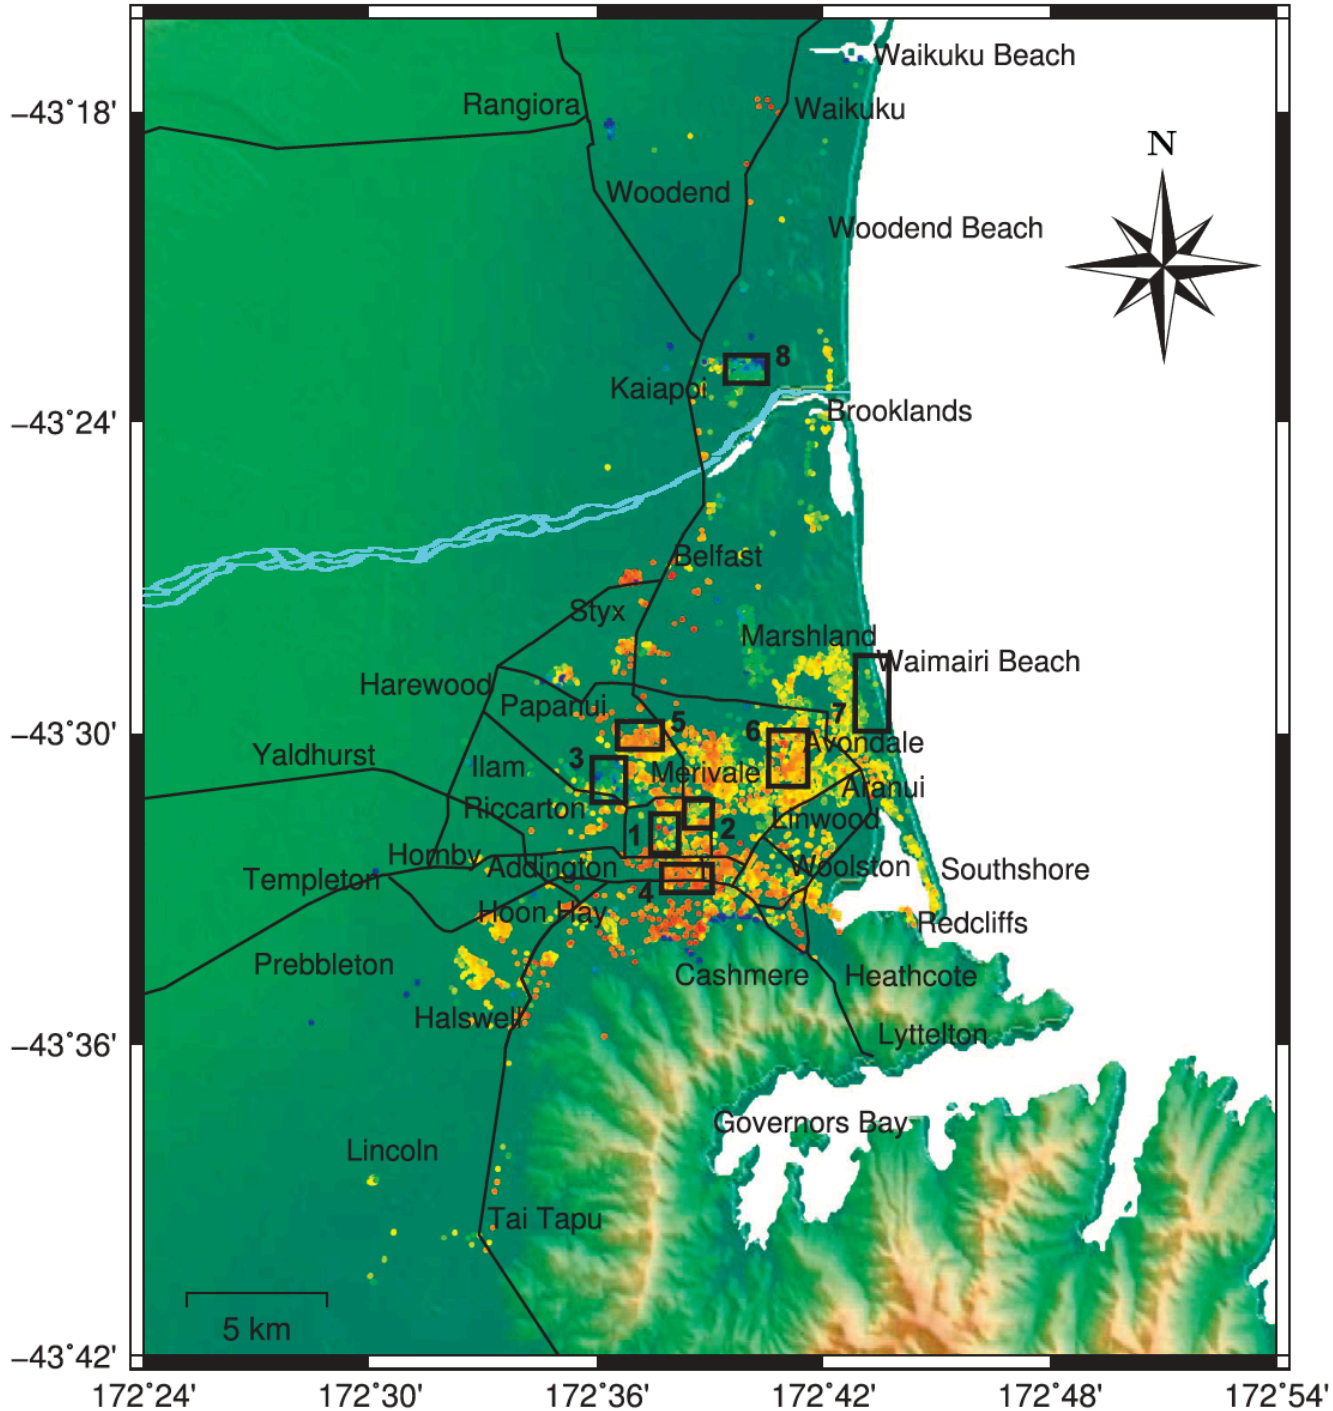 Waikuku Beach
Rangiora
Waikuku
−43°18'
N
Woodend
Woodend Beach
8
Kaiapoi
−43°24'
Brooklands
Belfast
Styx
Marshland
Waimairi Beach
Harewood
Papanui
7
5
6
−43°30'
Avondale
Yaldhurst
3
Ilam
Merivale
Aranui
Riccarton
Linwood
1
2
Hornby
Addington
Woolston
Southshore
Templeton
4
Hoon Hay
Redcliffs
Prebbleton
Cashmere
Heathcote
Halswell
Lyttelton
−43°36'
Governors Bay
Lincoln
Tai Tapu
5 km
−43°42'
172°24'
172°30'
172°36'
172°42'
172°48'
172°54'